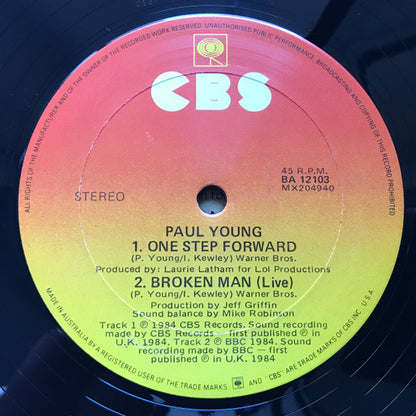 ALL RIGHTS OF THE MANUFACTURER AND OF THE OWNER OF THE RECORDED WORK RESERVED. UNAUTHORISED PUBLIC PERFORMANCE, BROADCASTING AND COPYING OF THIS RECORD PROHIBITED
CBS
STEREO
45 R.P.M.
BA 12103
MX204940
PAUL YOUNG
1. ONE STEP FORWARD
(P. Young/I. Kewley) Warner Bros.
Produced by: Laurie Latham for Lol Productions
2. BROKEN MAN (Live)
(P. Young/I. Kewley) Warner Bros.
Production by Jeff Griffin
Sound balance by Mike Robinson
Track 1 ℗ 1984 CBS Records. Sound recording
made by CBS Records — first published ℗ in
U.K. 1984. Track 2 ℗ BBC 1984. Sound
recording made by BBC — first
published ℗ in U.K. 1984
MADE IN AUSTRALIA BY A REGISTERED USER OF THE TRADE MARKS AND "CBS" ARE TRADE MARKS OF CBS INC. U S A